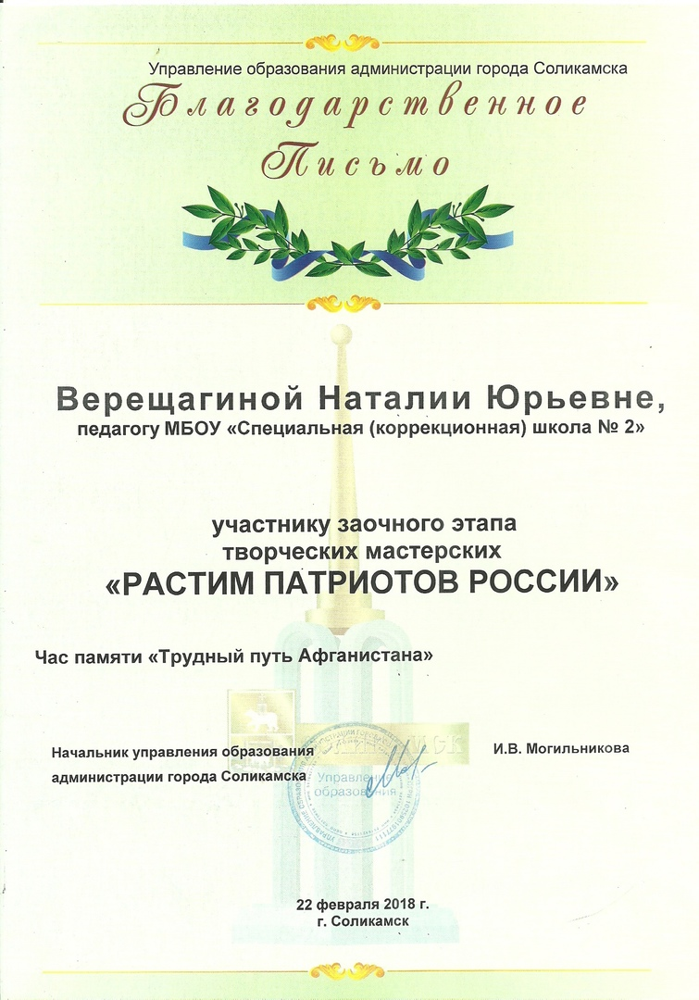 Управление образования администрации города Соликамска
Благодарственное
Письмо
Верещагиной Наталии Юрьевне,
педагогу МБОУ «Специальная (коррекционная) школа № 2»
участнику заочного этапа
творческих мастерских
«РАСТИМ ПАТРИОТОВ РОССИИ»
Час памяти «Трудный путь Афганистана»
Начальник управления образования
администрации города Соликамска
И.В. Могильникова
Управление
образования
22 февраля 2018 г.
г. Соликамск